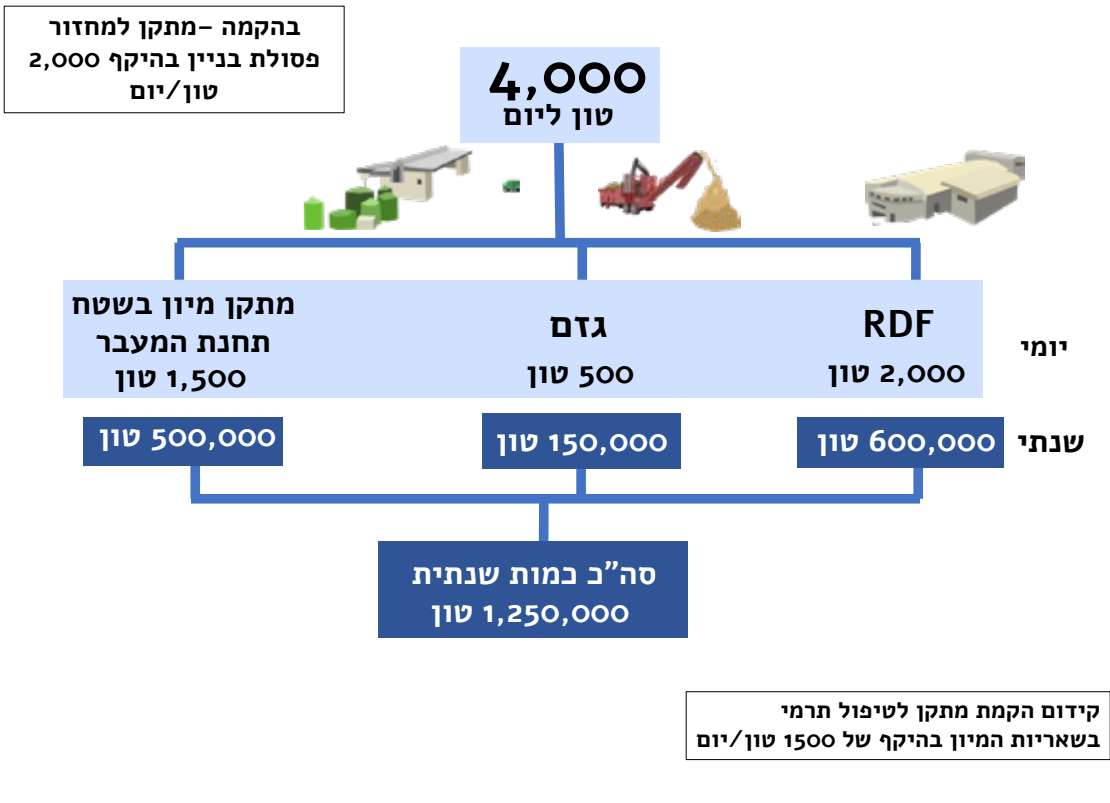 בהקמה –מתקן למחזור
פסולת בניין בהיקף 2,000
טון/יום
4,000
טון ליום
RDF
2,000 טון
גזם
500 טון
מתקן מיון בשטח
תחנת המעבר
1,500 טון
יומי
שנתי
600,000 טון
150,000 טון
500,000 טון
סה"כ כמות שנתית
1,250,000 טון
קידום הקמת מתקן לטיפול תרמי
בשאריות המיון בהיקף של 1500 טון/יום